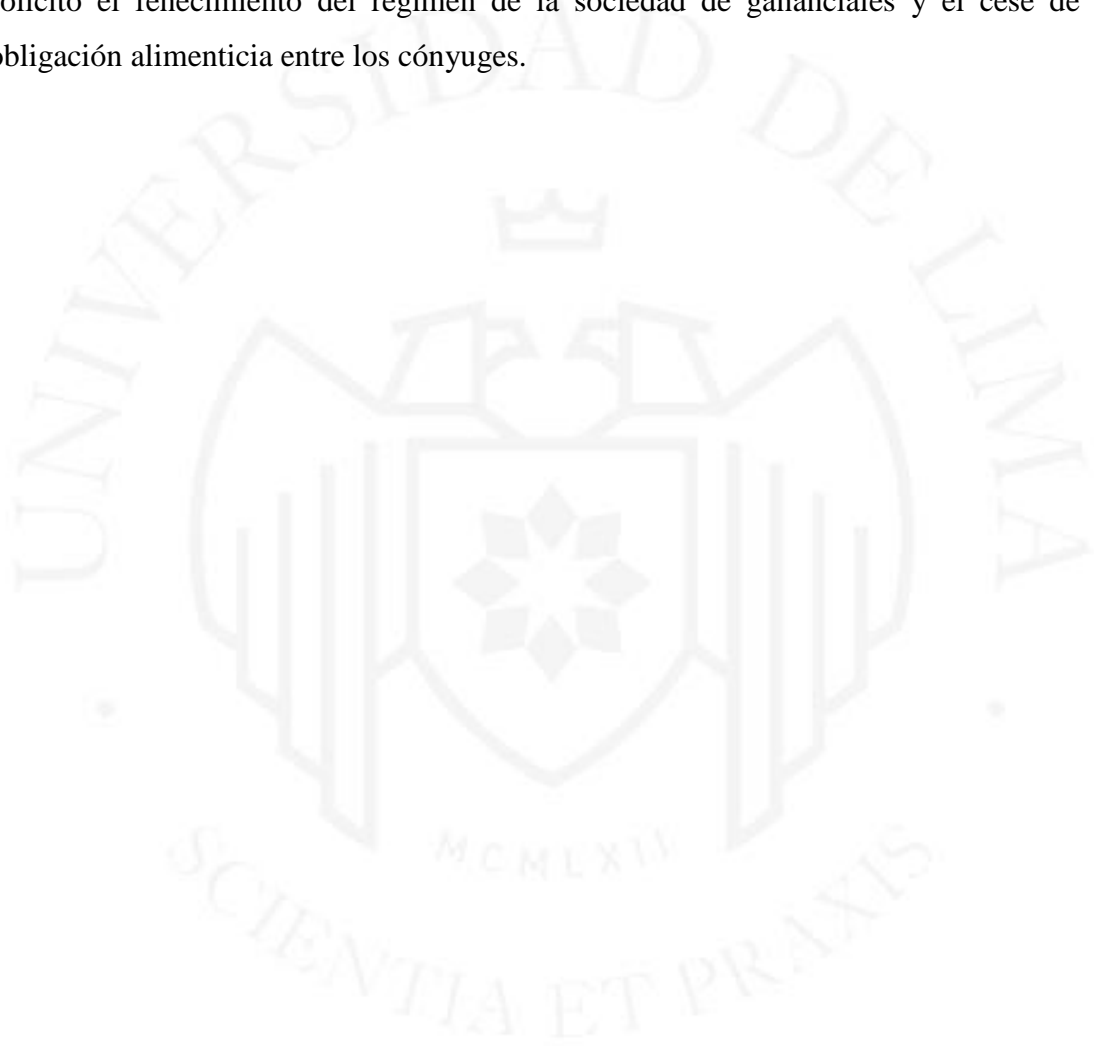 solicitó el fenecimiento del régimen de la sociedad de gananciales y el cese de
obligación alimenticia entre los cónyuges.
UNIVERSIDAD DE LIMA
MCMLXII
SCIENTIA ET PRAXIS